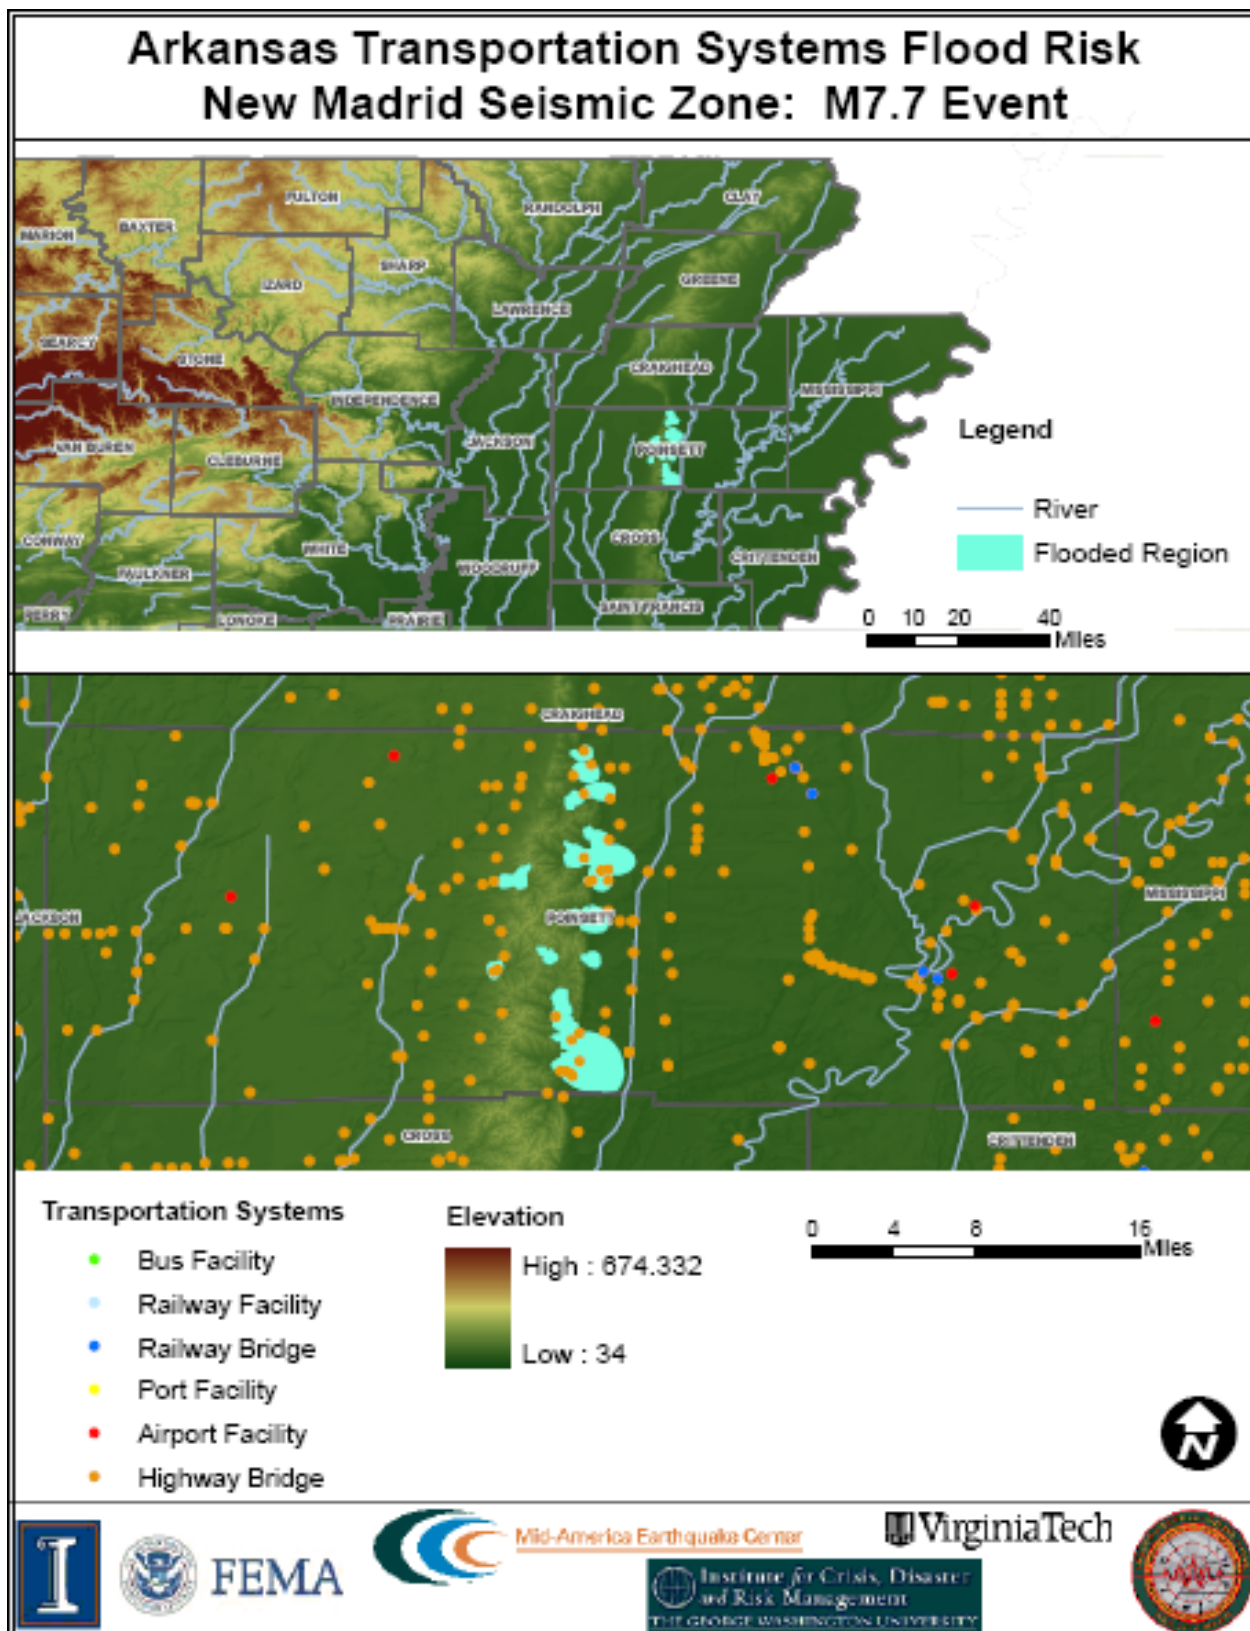 Arkansas Transportation Systems Flood Risk
New Madrid Seismic Zone: M7.7 Event
FULTON
RANDOLPH
CLAY
BAXTER
MARION
SHARP
IZARD
GREENE
LAWRENCE
SEARCY
STONE
CRAIGHEAD
MISSISSIPPI
INDEPENDENCE
JACKSON
VAN BUREN
CLEBURNE
POINSETT
CONWAY
WHITE
CROSS
CRITTENDEN
FAULKNER
WOODRUFF
PERRY
LONOKE
PRAIRIE
SAINT FRANCIS
Legend
River
Flooded Region
0 10 20 40
Miles
CRAIGHEAD
MISSISSIPPI
JACKSON
POINSETT
CROSS
CRITTENDEN
Transportation Systems
Bus Facility
Railway Facility
Railway Bridge
Port Facility
Airport Facility
Highway Bridge
Elevation
High : 674.332
Low : 34
0 4 8 16
Miles
N
I
FEMA
Mid-America Earthquake Center
VirginiaTech
Institute for Crisis, Disaster
and Risk Management
THE GEORGE WASHINGTON UNIVERSITY